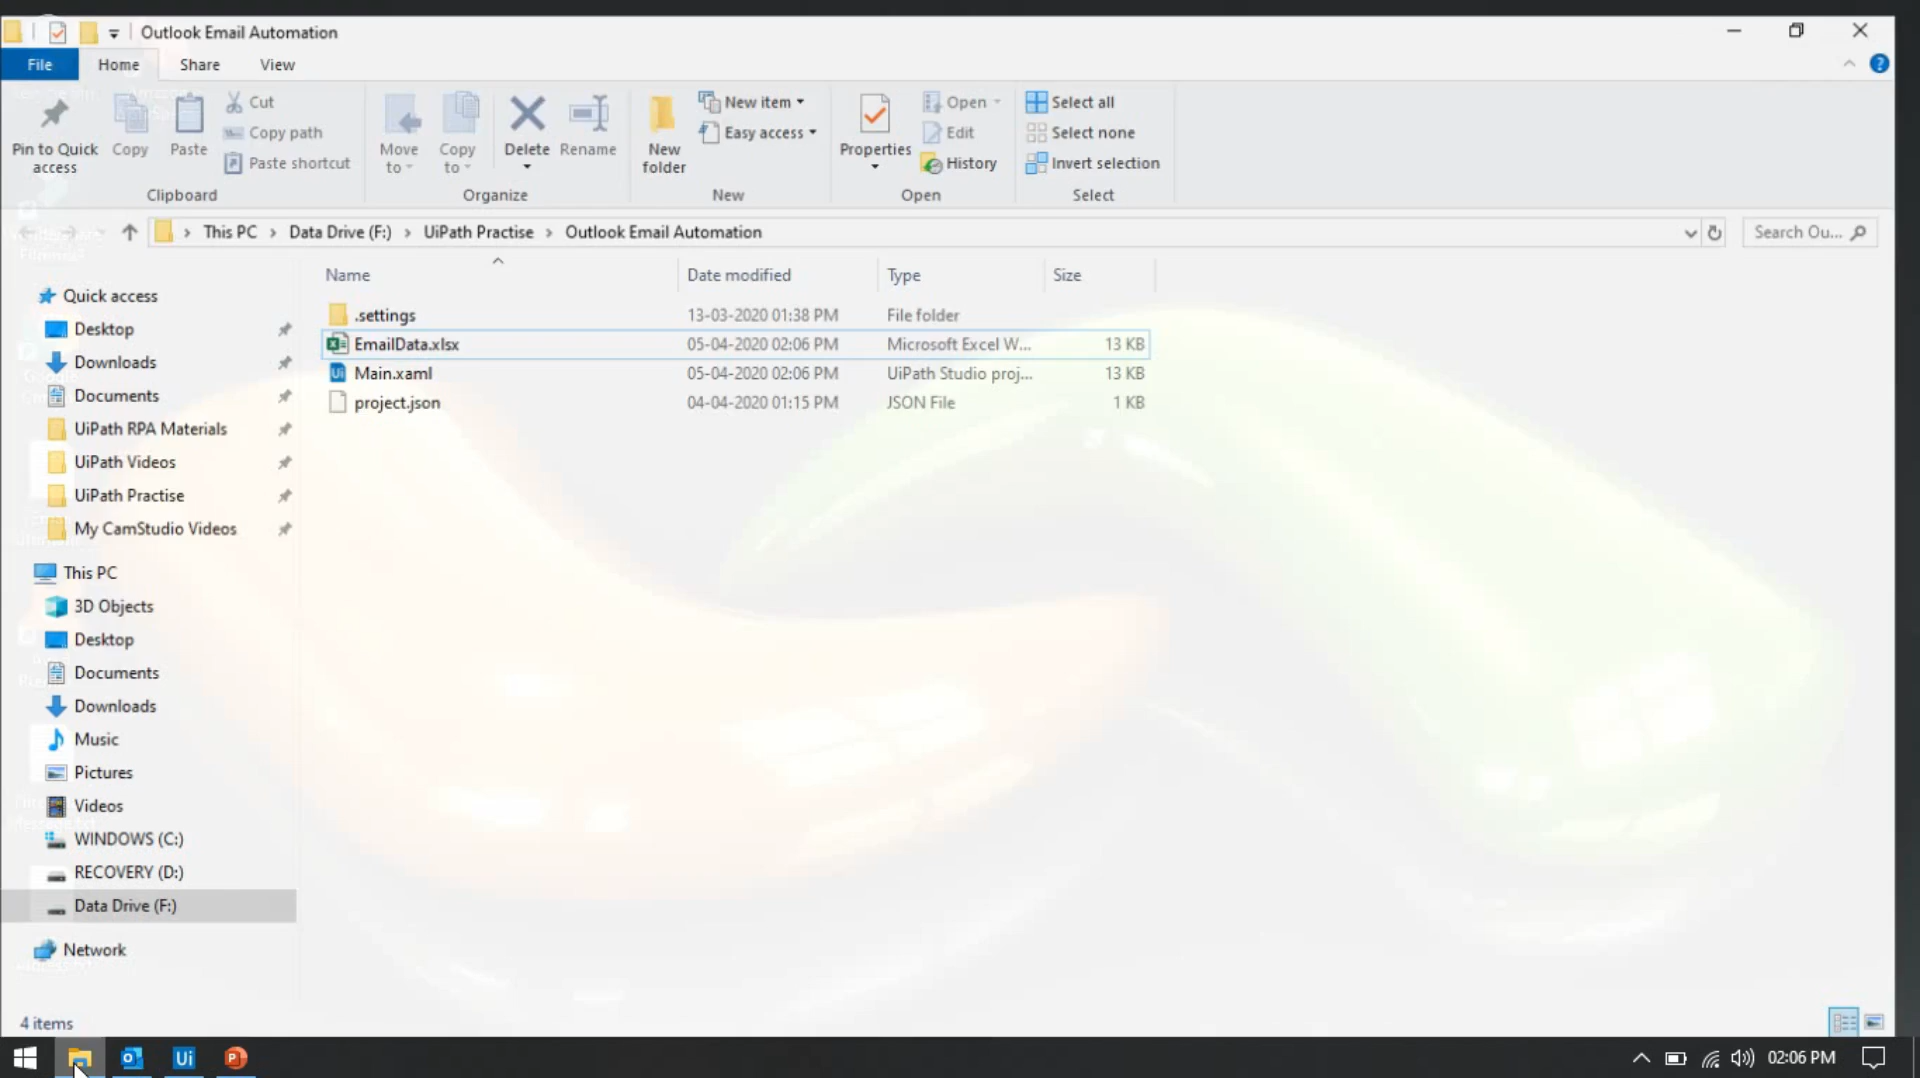 Outlook Email Automation
File Home Share View
Pin to Quick access
Copy
Paste
Cut
Copy path
Paste shortcut
Clipboard
Move to
Copy to
Delete
Rename
Organize
New folder
New item
Easy access
New
Properties
Open
Edit
History
Open
Select all
Select none
Invert selection
Select
This PC > Data Drive (F:) > UiPath Practise > Outlook Email Automation
Search Ou...
Name Date modified Type Size
.settings 13-03-2020 01:38 PM File folder
EmailData.xlsx 05-04-2020 02:06 PM Microsoft Excel W... 13 KB
Main.xaml 05-04-2020 02:06 PM UiPath Studio proj... 13 KB
project.json 04-04-2020 01:15 PM JSON File 1 KB
Quick access
Desktop
Downloads
Documents
UiPath RPA Materials
UiPath Videos
UiPath Practise
My CamStudio Videos
This PC
3D Objects
Desktop
Documents
Downloads
Music
Pictures
Videos
WINDOWS (C:)
RECOVERY (D:)
Data Drive (F:)
Network
4 items
02:06 PM